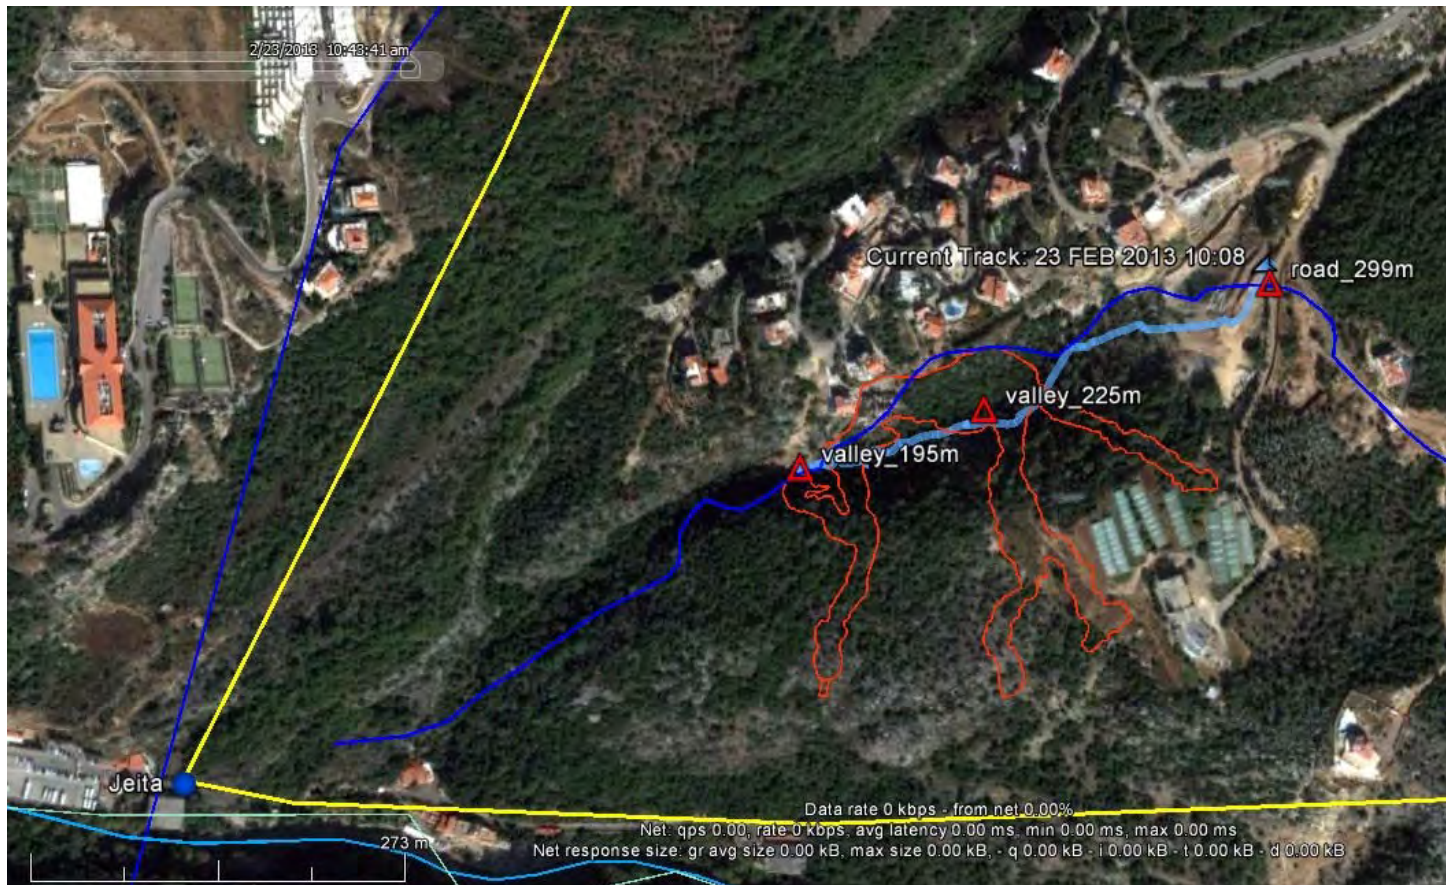 2/23/2013 10:43:41 am
Current Track: 23 FEB 2013 10:08
road_299m
valley_225m
valley_195m
Jeita
273 m
Data rate 0 kbps - from net 0.00%
Net: qps 0.00, rate 0 kbps, avg latency 0.00 ms, min 0.00 ms, max 0.00 ms
Net response size: gr avg size 0.00 kB, max size 0.00 kB, - q 0.00 kB - i 0.00 kB - t 0.00 kB - d 0.00 kB